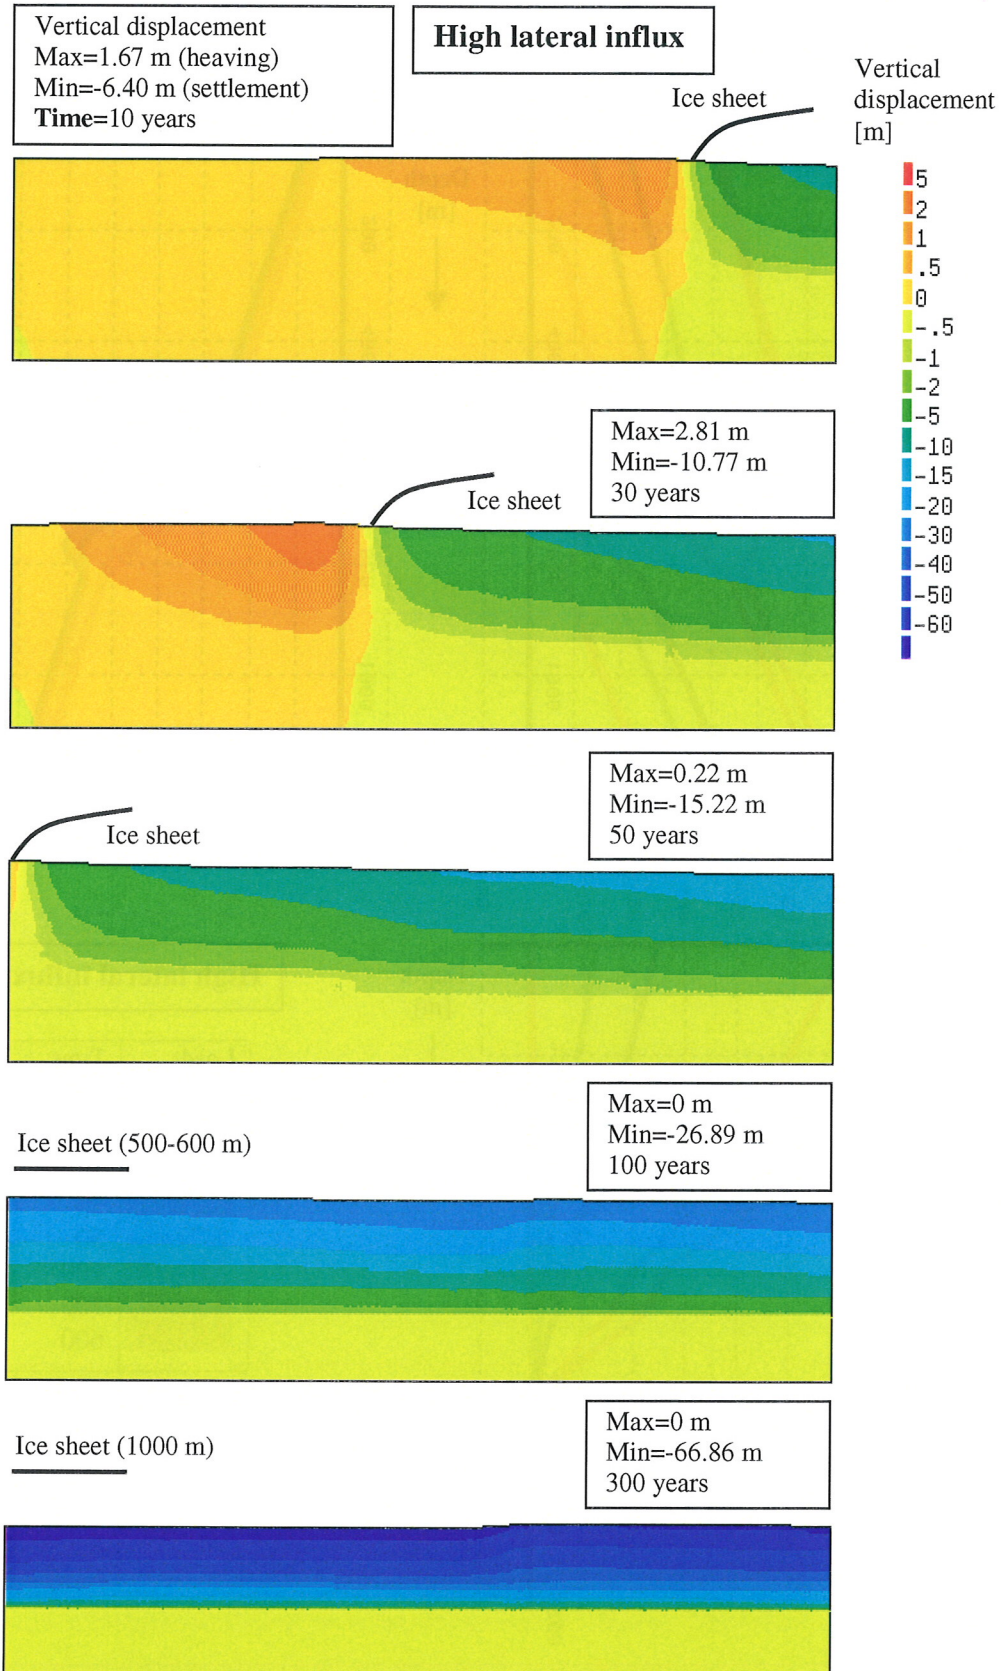 Vertical displacement
Max=1.67 m (heaving)
Min=-6.40 m (settlement)
Time=10 years
High lateral influx
Ice sheet
Vertical
displacement
[m]
5
2
1
.5
0
-.5
-1
-2
-5
-10
-15
-20
-30
-40
-50
-60
Max=2.81 m
Min=-10.77 m
30 years
Ice sheet
Max=0.22 m
Min=-15.22 m
50 years
Ice sheet
Max=0 m
Min=-26.89 m
100 years
Ice sheet (500-600 m)
Max=0 m
Min=-66.86 m
300 years
Ice sheet (1000 m)